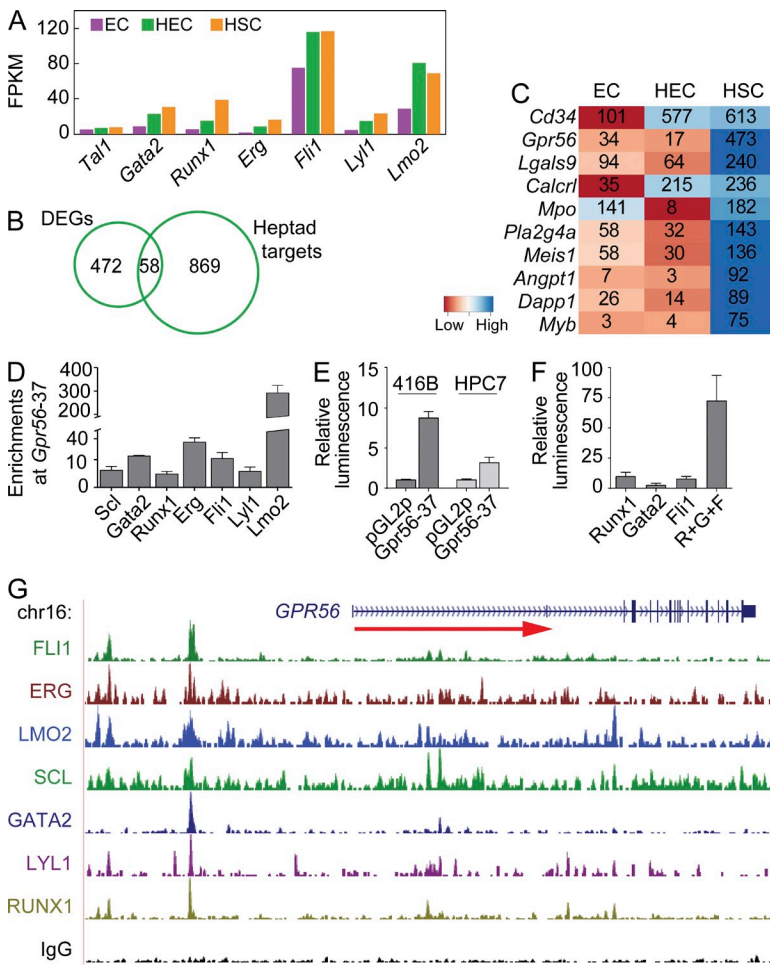 A
EC HEC HSC
FPKM
120
80
40
0
Tal1 Gata2 Runx1 Erg Fli1 Lyl1 Lmo2
B
DEGs
Heptad
targets
472 58 869
C
EC HEC HSC
Cd34 101 577 613
Gpr56 34 17 473
Lgals9 94 64 240
Calcrl 35 215 236
Mpo 141 8 182
Pla2g4a 58 32 143
Meis1 58 30 136
Angpt1 7 3 92
Dapp1 26 14 89
Myb 3 4 75
Low High
D
Enrichments
at Gpr56-37
400
300
200
40
20
10
0
Scl Gata2 Runx1 Erg Fli1 Lyl1 Lmo2
E
Relative
luminescence
15
10
5
0
416B HPC7
pGL2p Gpr56-37 pGL2p Gpr56-37
F
Relative
luminescence
100
75
50
25
0
Runx1 Gata2 Fli1 R+G+F
G
chr16: GPR56
FLI1
ERG
LMO2
SCL
GATA2
LYL1
RUNX1
IgG